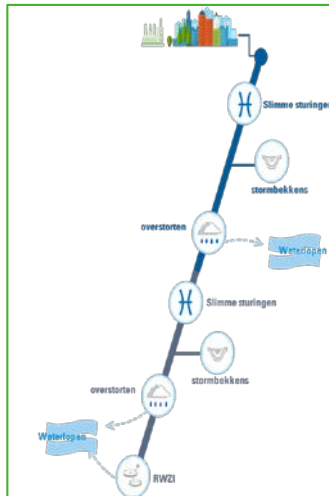 Slimme sturingen
stormbekkens
overstorten
Waterlopen
Slimme sturingen
stormbekkens
overstorten
Waterlopen
RWZI